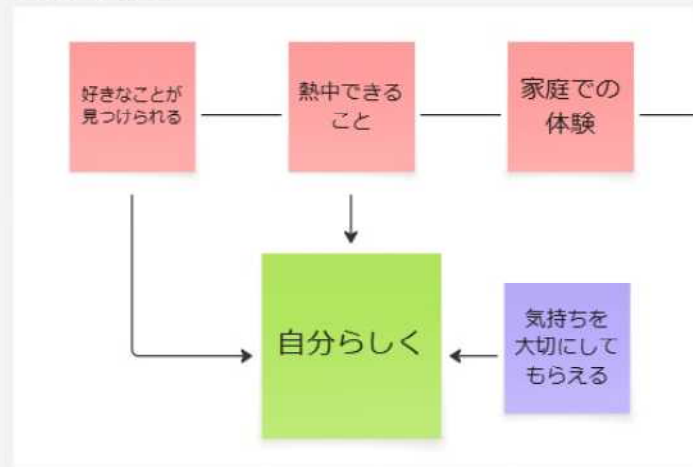 好きなことが
見つけられる
熱中できる
こと
家庭での
体験
自分らしく
気持ちを
大切にして
もらえる